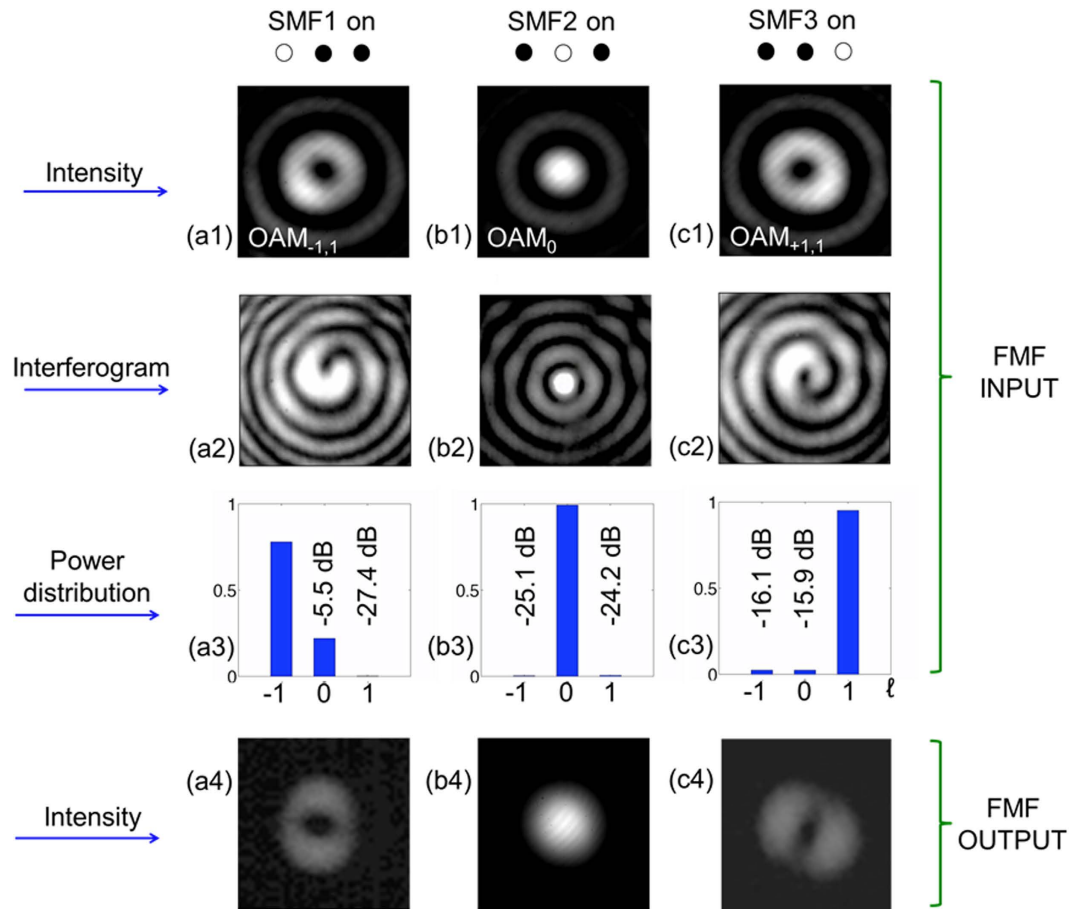 SMF1 on SMF2 on SMF3 on
Intensity
(a1) OAM-1,1 (b1) OAM0 (c1) OAM+1,1
Interferogram
(a2) (b2) (c2)
FMF
INPUT
Power
distribution
(a3) 1 0.5 0 -5.5 dB -27.4 dB -1 0 1
(b3) 1 0.5 0 -25.1 dB -24.2 dB -1 0 1
(c3) 1 0.5 0 -16.1 dB -15.9 dB -1 0 1 ℓ
Intensity
(a4) (b4) (c4)
FMF
OUTPUT